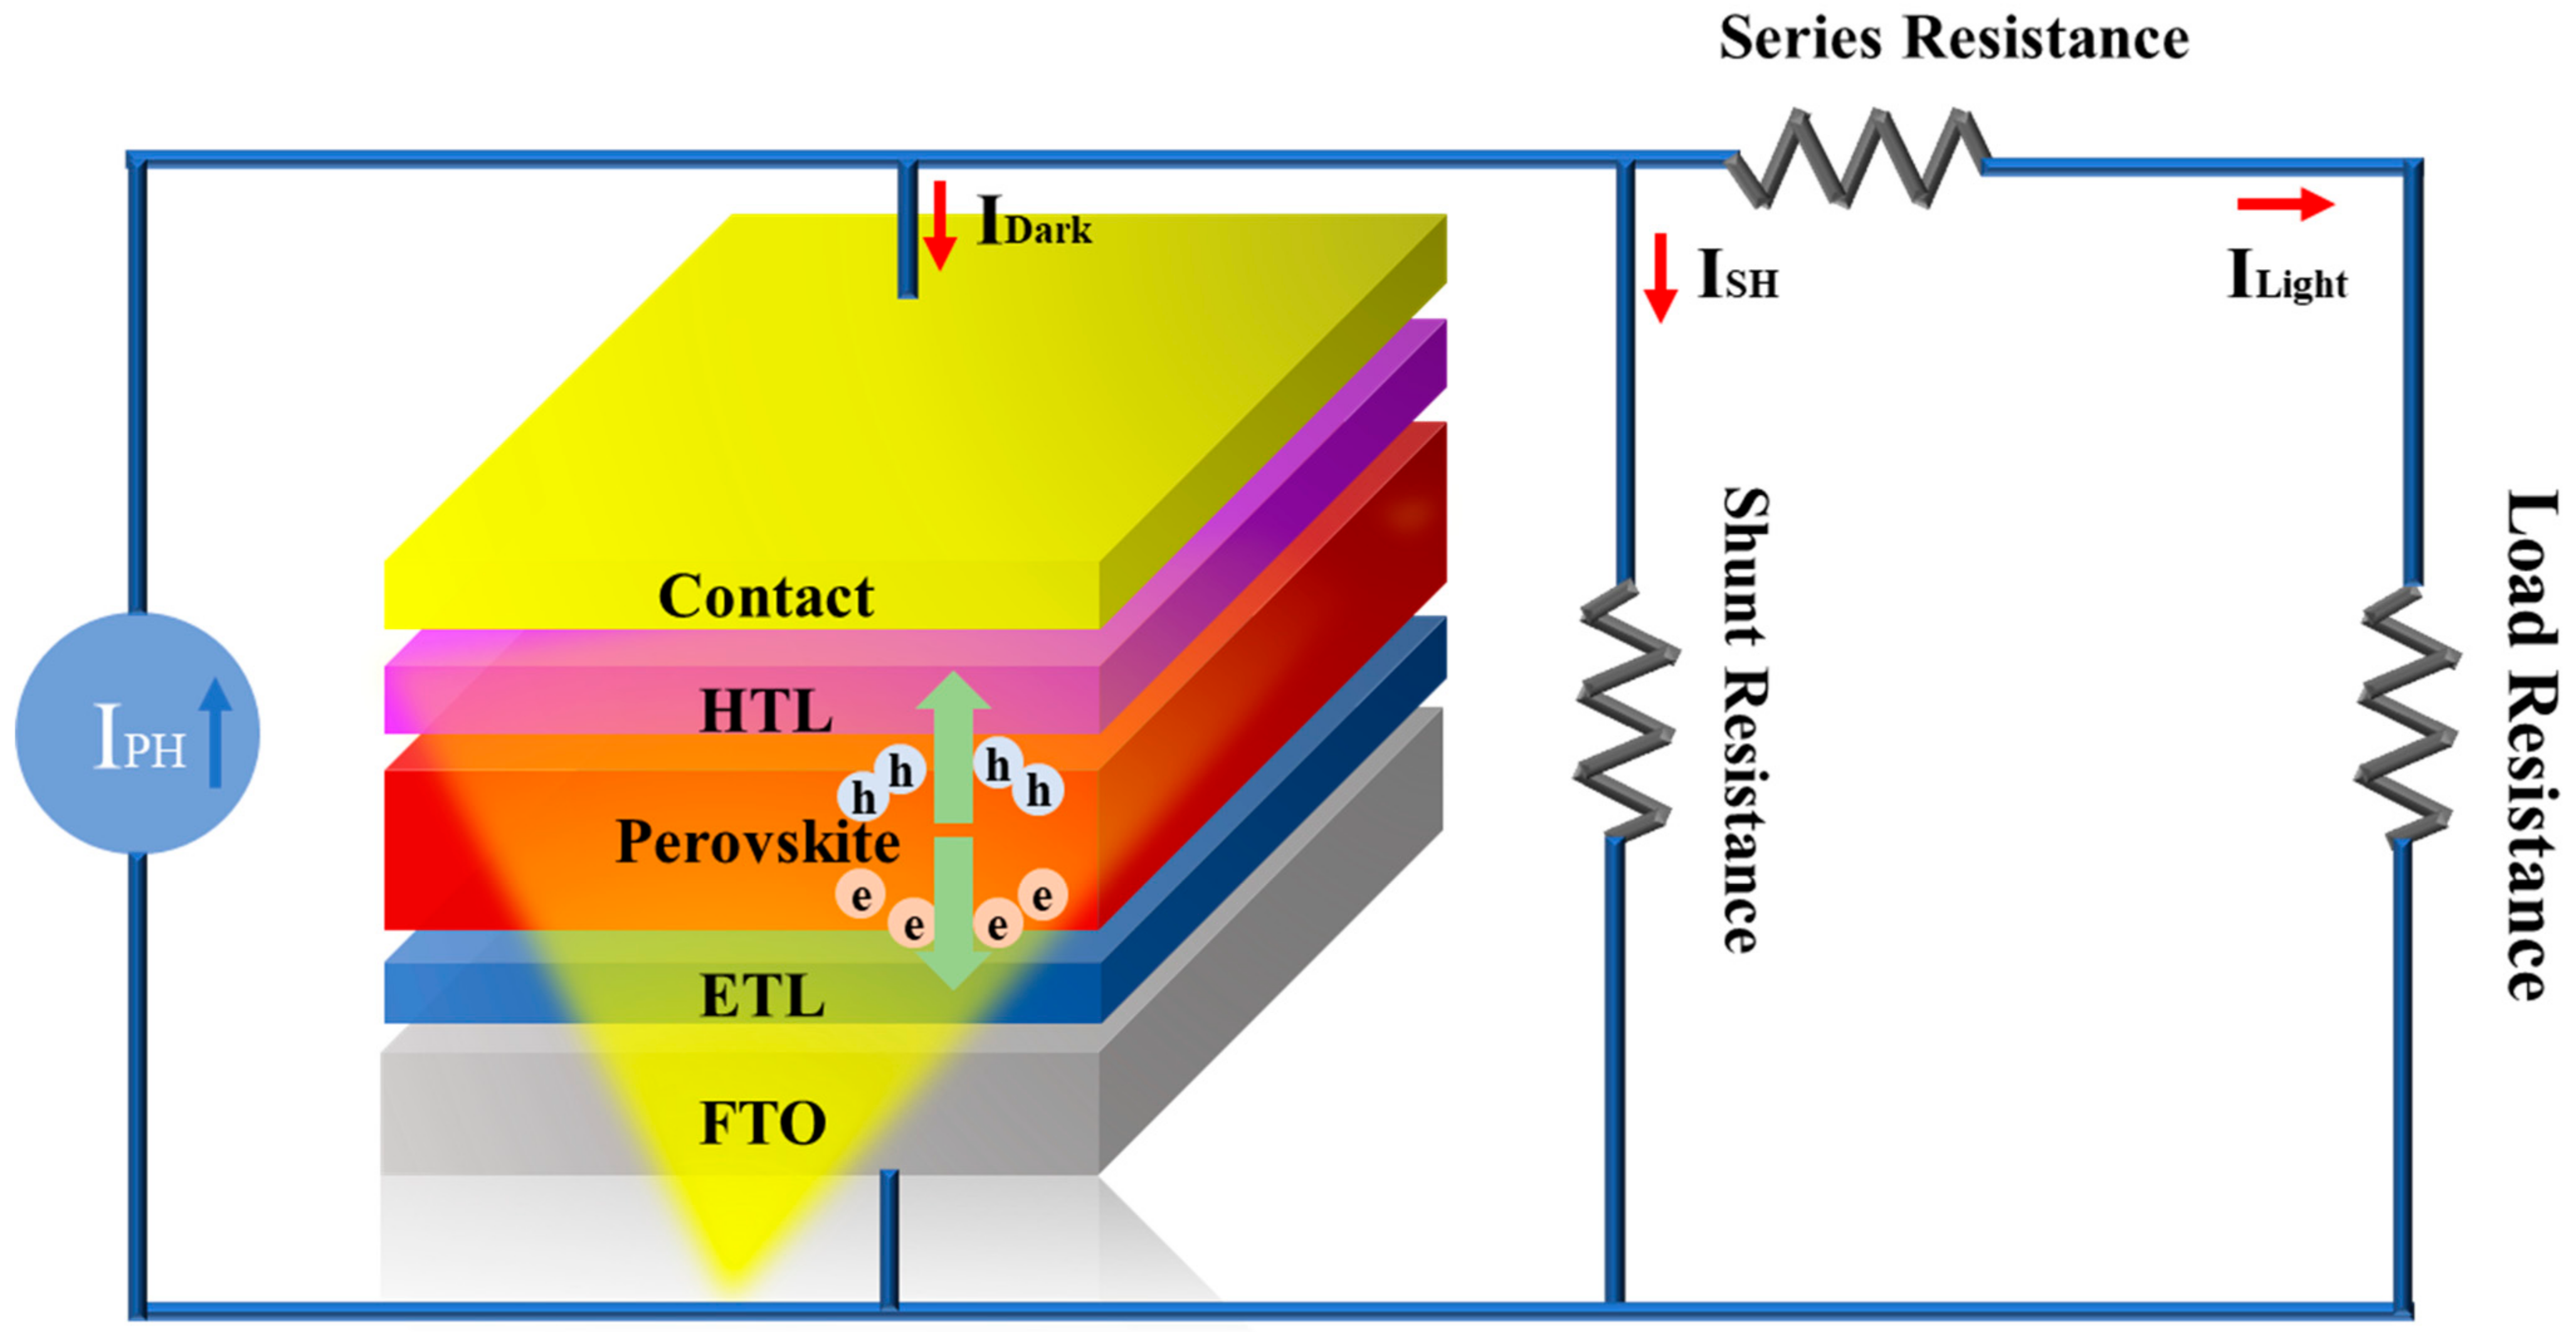 Series Resistance
IDark
ISH
ILight
Contact
HTL
IPH
h
h
h
h
Perovskite
e
e
e
e
ETL
FTO
Shunt Resistance
Load Resistance